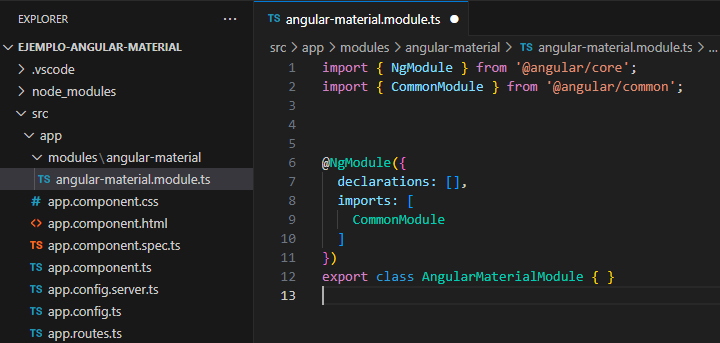 EXPLORER ...
EJEMPLO-ANGULAR-MATERIAL
.vscode
node_modules
src
app
modules\angular-material
TS angular-material.module.ts
# app.component.css
<> app.component.html
TS app.component.spec.ts
TS app.component.ts
TS app.config.server.ts
TS app.config.ts
TS app.routes.ts
TS angular-material.module.ts
src > app > modules > angular-material > TS angular-material.module.ts > ...
1 import { NgModule } from '@angular/core';
2 import { CommonModule } from '@angular/common';
3
4
5
6 @NgModule({
7   declarations: [],
8   imports: [
9     CommonModule
10   ]
11 })
12 export class AngularMaterialModule { }
13